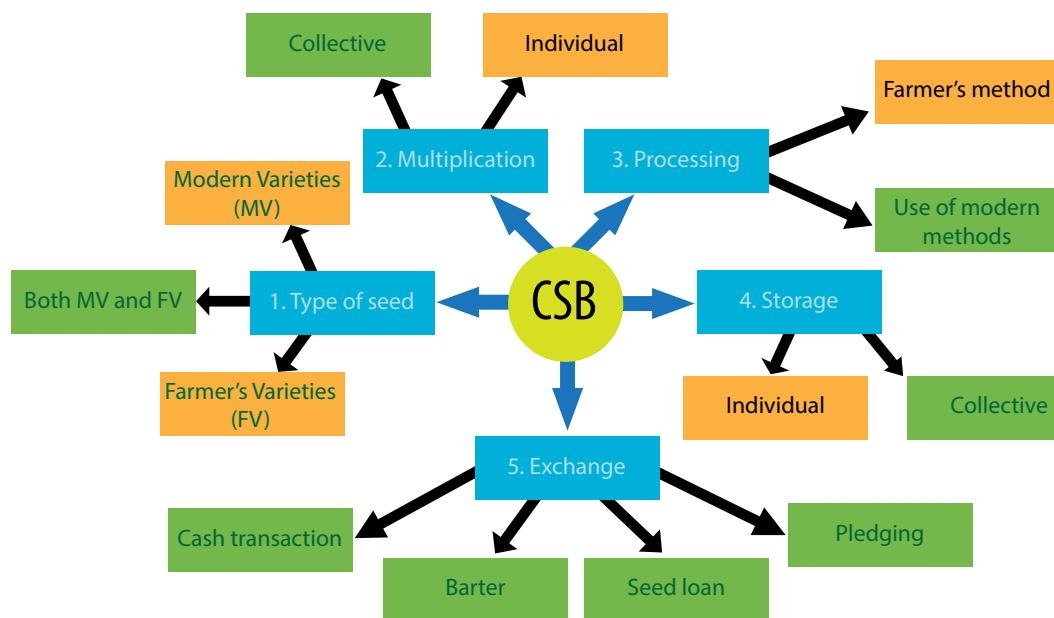 Collective
Individual
Farmer's method
2. Multiplication
3. Processing
Modern Varieties
(MV)
Use of modern
methods
Both MV and FV
1. Type of seed
CSB
4. Storage
Farmer's Varieties
(FV)
Individual
Collective
5. Exchange
Cash transaction
Pledging
Barter
Seed loan